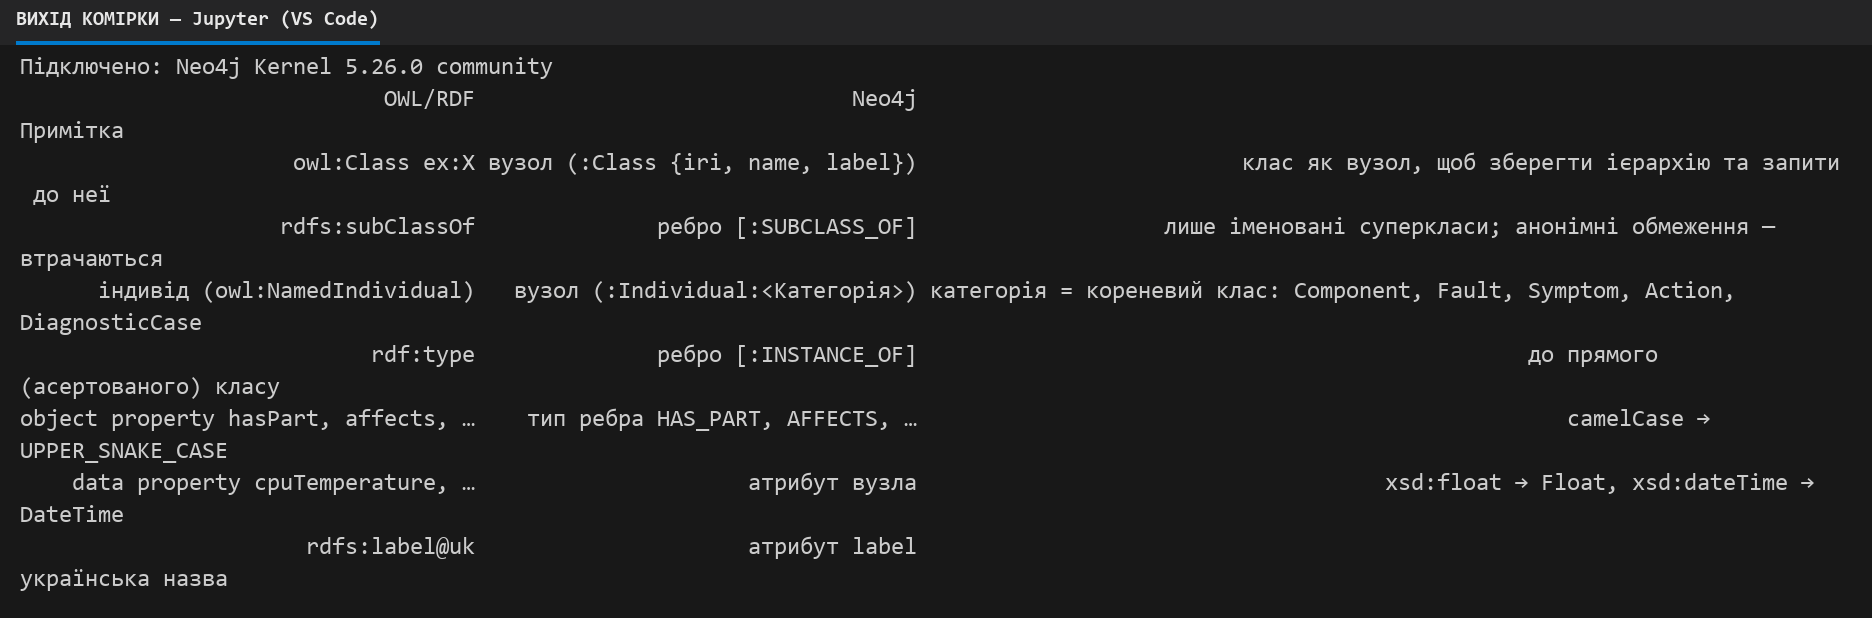 ВИХІД КОМІРКИ — Jupyter (VS Code)
Підключено: Neo4j Kernel 5.26.0 community
OWL/RDF Neo4j
Примітка
owl:Class ex:X вузол (:Class {iri, name, label}) клас як вузол, щоб зберегти ієрархію та запити
до неї
rdfs:subClassOf ребро [:SUBCLASS_OF] лише іменовані суперкласи; анонімні обмеження —
втрачаються
індивід (owl:NamedIndividual) вузол (:Individual:<Категорія>) категорія = кореневий клас: Component, Fault, Symptom, Action,
DiagnosticCase
rdf:type ребро [:INSTANCE_OF] до прямого
(асертованого) класу
object property hasPart, affects, … тип ребра HAS_PART, AFFECTS, … camelCase →
UPPER_SNAKE_CASE
data property cpuTemperature, … атрибут вузла xsd:float → Float, xsd:dateTime →
DateTime
rdfs:label@uk атрибут label
українська назва